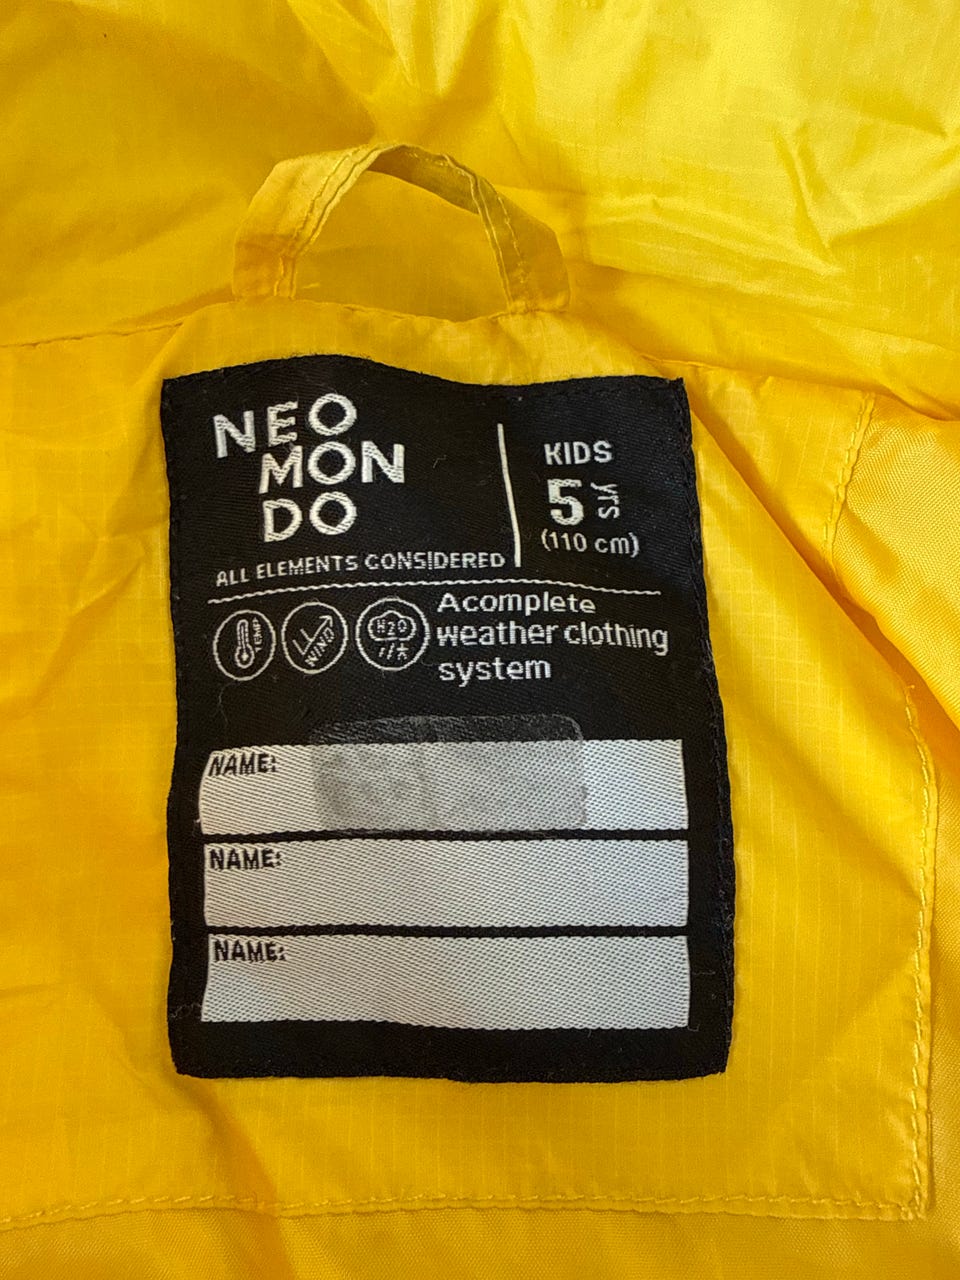 NEO
MON
DO
ALL ELEMENTS CONSIDERED
KIDS
5 YRS
(110 cm)
TEMP
WIND
H2O
A complete
weather clothing
system
NAME:
NAME:
NAME: